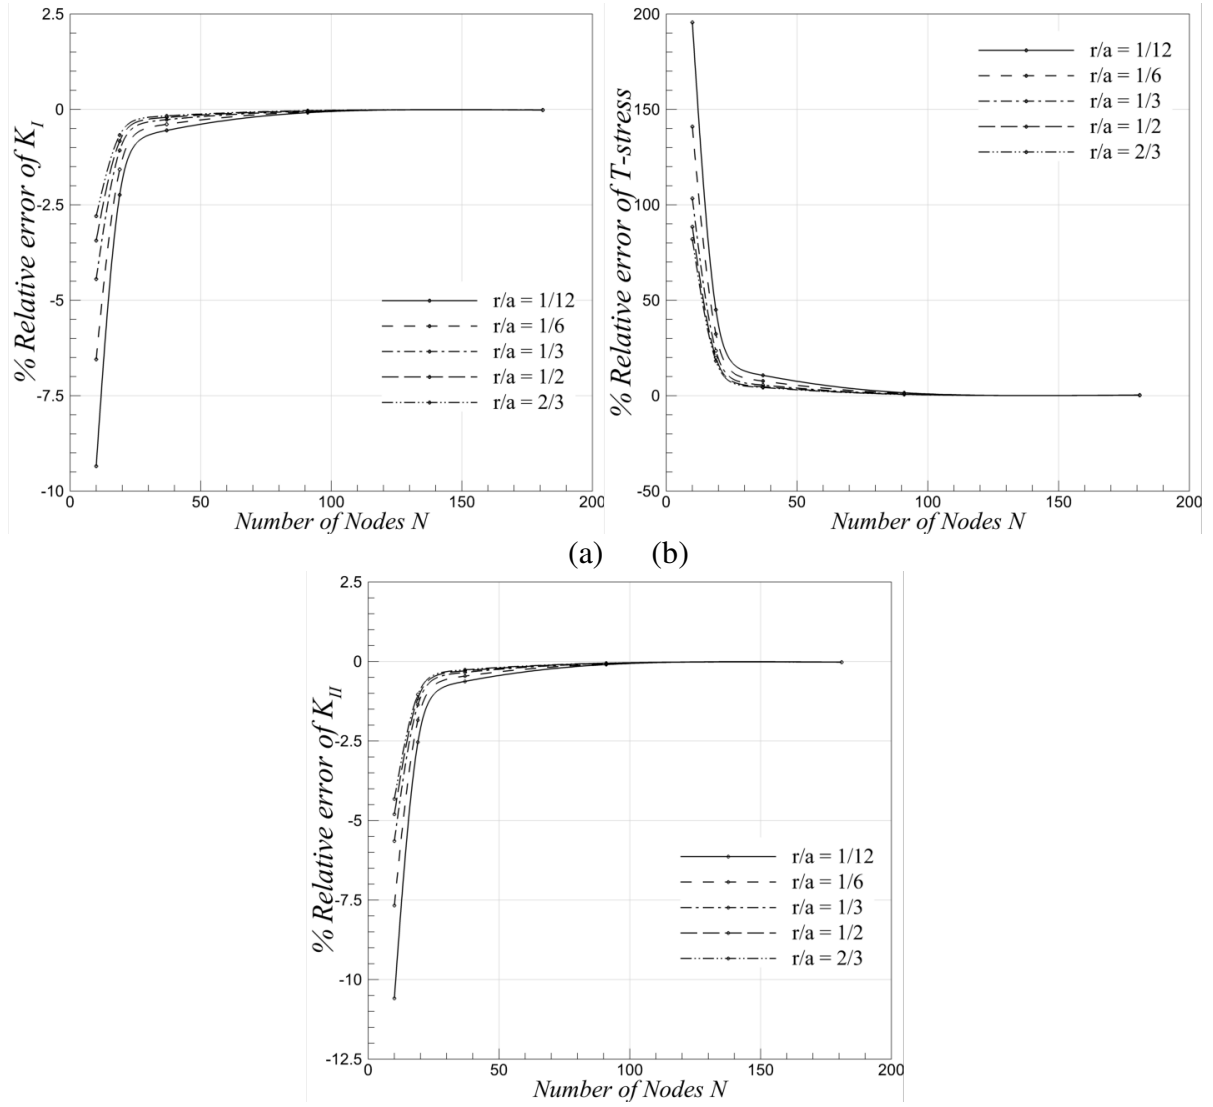 2.5
0
-2.5
-5
-7.5
-10
% Relative error of K_I
0
50
100
150
200
Number of Nodes N
r/a = 1/12
r/a = 1/6
r/a = 1/3
r/a = 1/2
r/a = 2/3
200
150
100
50
0
-50
% Relative error of T-stress
0
50
100
150
200
Number of Nodes N
r/a = 1/12
r/a = 1/6
r/a = 1/3
r/a = 1/2
r/a = 2/3
(a) (b)
2.5
0
-2.5
-5
-7.5
-10
-12.5
% Relative error of K_II
0
50
100
150
200
Number of Nodes N
r/a = 1/12
r/a = 1/6
r/a = 1/3
r/a = 1/2
r/a = 2/3